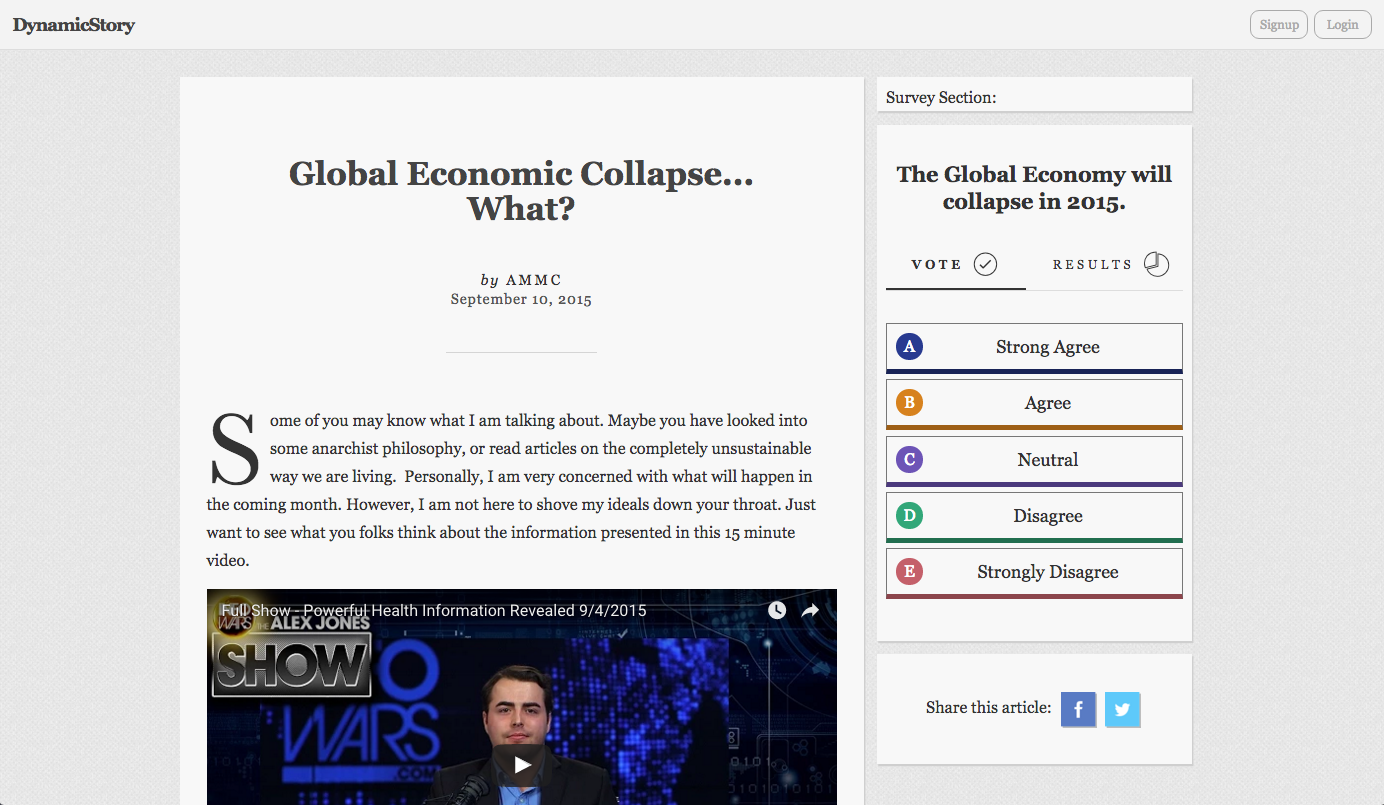 DynamicStory
Signup
Login
Global Economic Collapse...
What?
by AMMC
September 10, 2015
Some of you may know what I am talking about. Maybe you have looked into
some anarchist philosophy, or read articles on the completely unsustainable
way we are living.  Personally, I am very concerned with what will happen in
the coming month. However, I am not here to shove my ideals down your throat. Just
want to see what you folks think about the information presented in this 15 minute
video.
Full Show - Powerful Health Information Revealed 9/4/2015
WARS THE ALEX JONES
SHOW
WARS
.COM
Survey Section:
The Global Economy will
collapse in 2015.
VOTE
RESULTS
A Strong Agree
B Agree
C Neutral
D Disagree
E Strongly Disagree
Share this article: